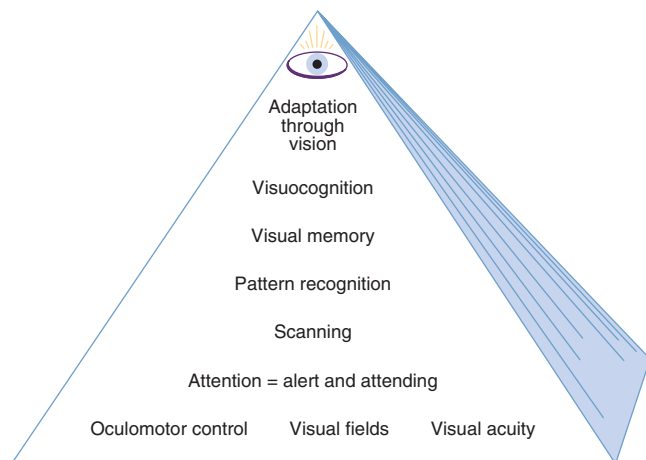 Adaptation
through
vision
Visuocognition
Visual memory
Pattern recognition
Scanning
Attention = alert and attending
Oculomotor control Visual fields Visual acuity